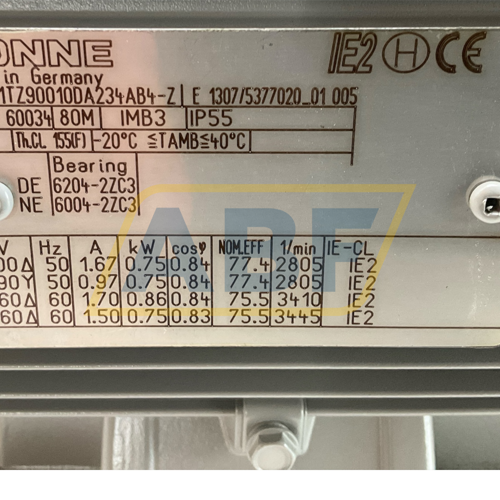 ONNE IE2 H CE
in Germany
1TZ90010DA234AB4-Z E 1307/5377020_01 005
60034 80M IMB3 IP55
Th.CL 155(F) -20°C ≤TAMB≤40°C
Bearing
DE 6204-2ZC3
NE 6004-2ZC3
V Hz A kW cosφ NOM.EFF 1/min IE-CL
00Δ 50 1.67 0.75 0.84 77.4 2805 IE2
90Y 50 0.97 0.75 0.84 77.4 2805 IE2
60Δ 60 1.70 0.86 0.84 75.5 3410 IE2
60Δ 60 1.50 0.75 0.83 75.5 3445 IE2
ABF